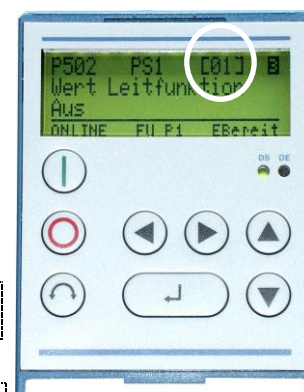 P502 PS1 [01] B
Wert Leitfunktion
Aus
ONLINE FU P1 EBereit
DS DE